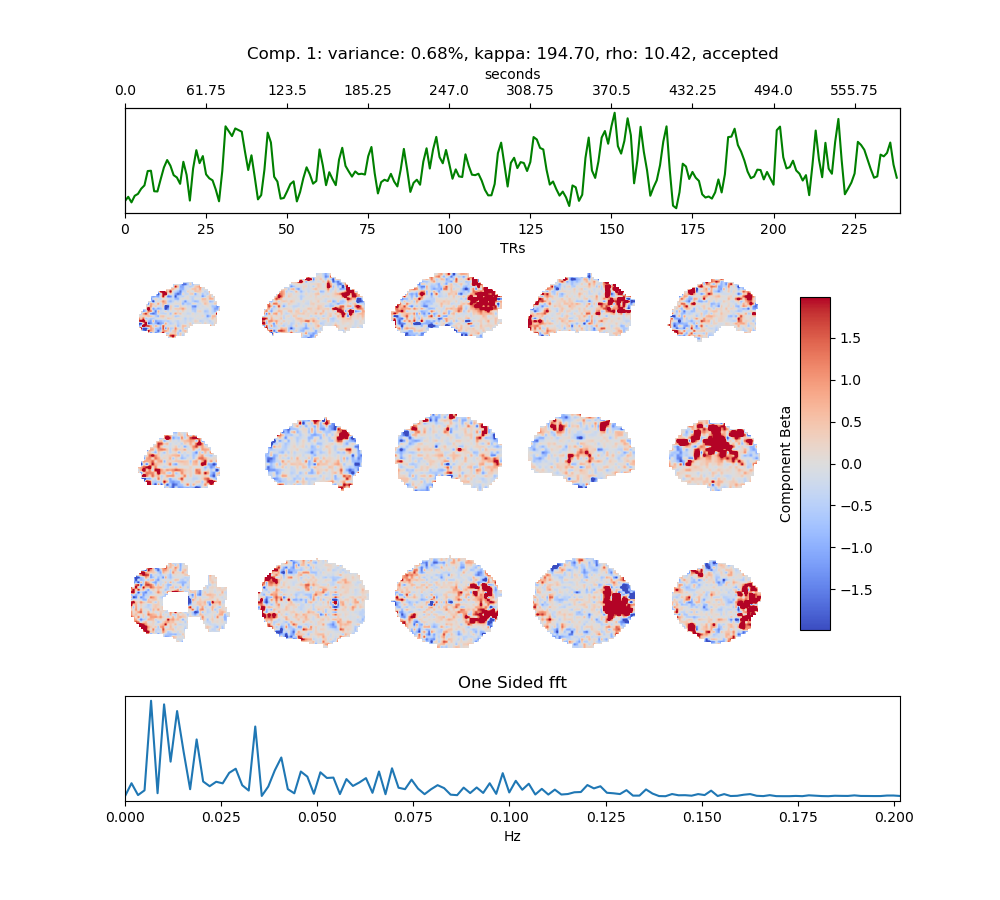 Comp. 1: variance: 0.68%, kappa: 194.70, rho: 10.42, accepted
seconds
0.0 61.75 123.5 185.25 247.0 308.75 370.5 432.25 494.0 555.75
0 25 50 75 100 125 150 175 200 225
TRs
1.5
1.0
0.5
0.0
−0.5
−1.0
−1.5
Component Beta
One Sided fft
0.000 0.025 0.050 0.075 0.100 0.125 0.150 0.175 0.200
Hz